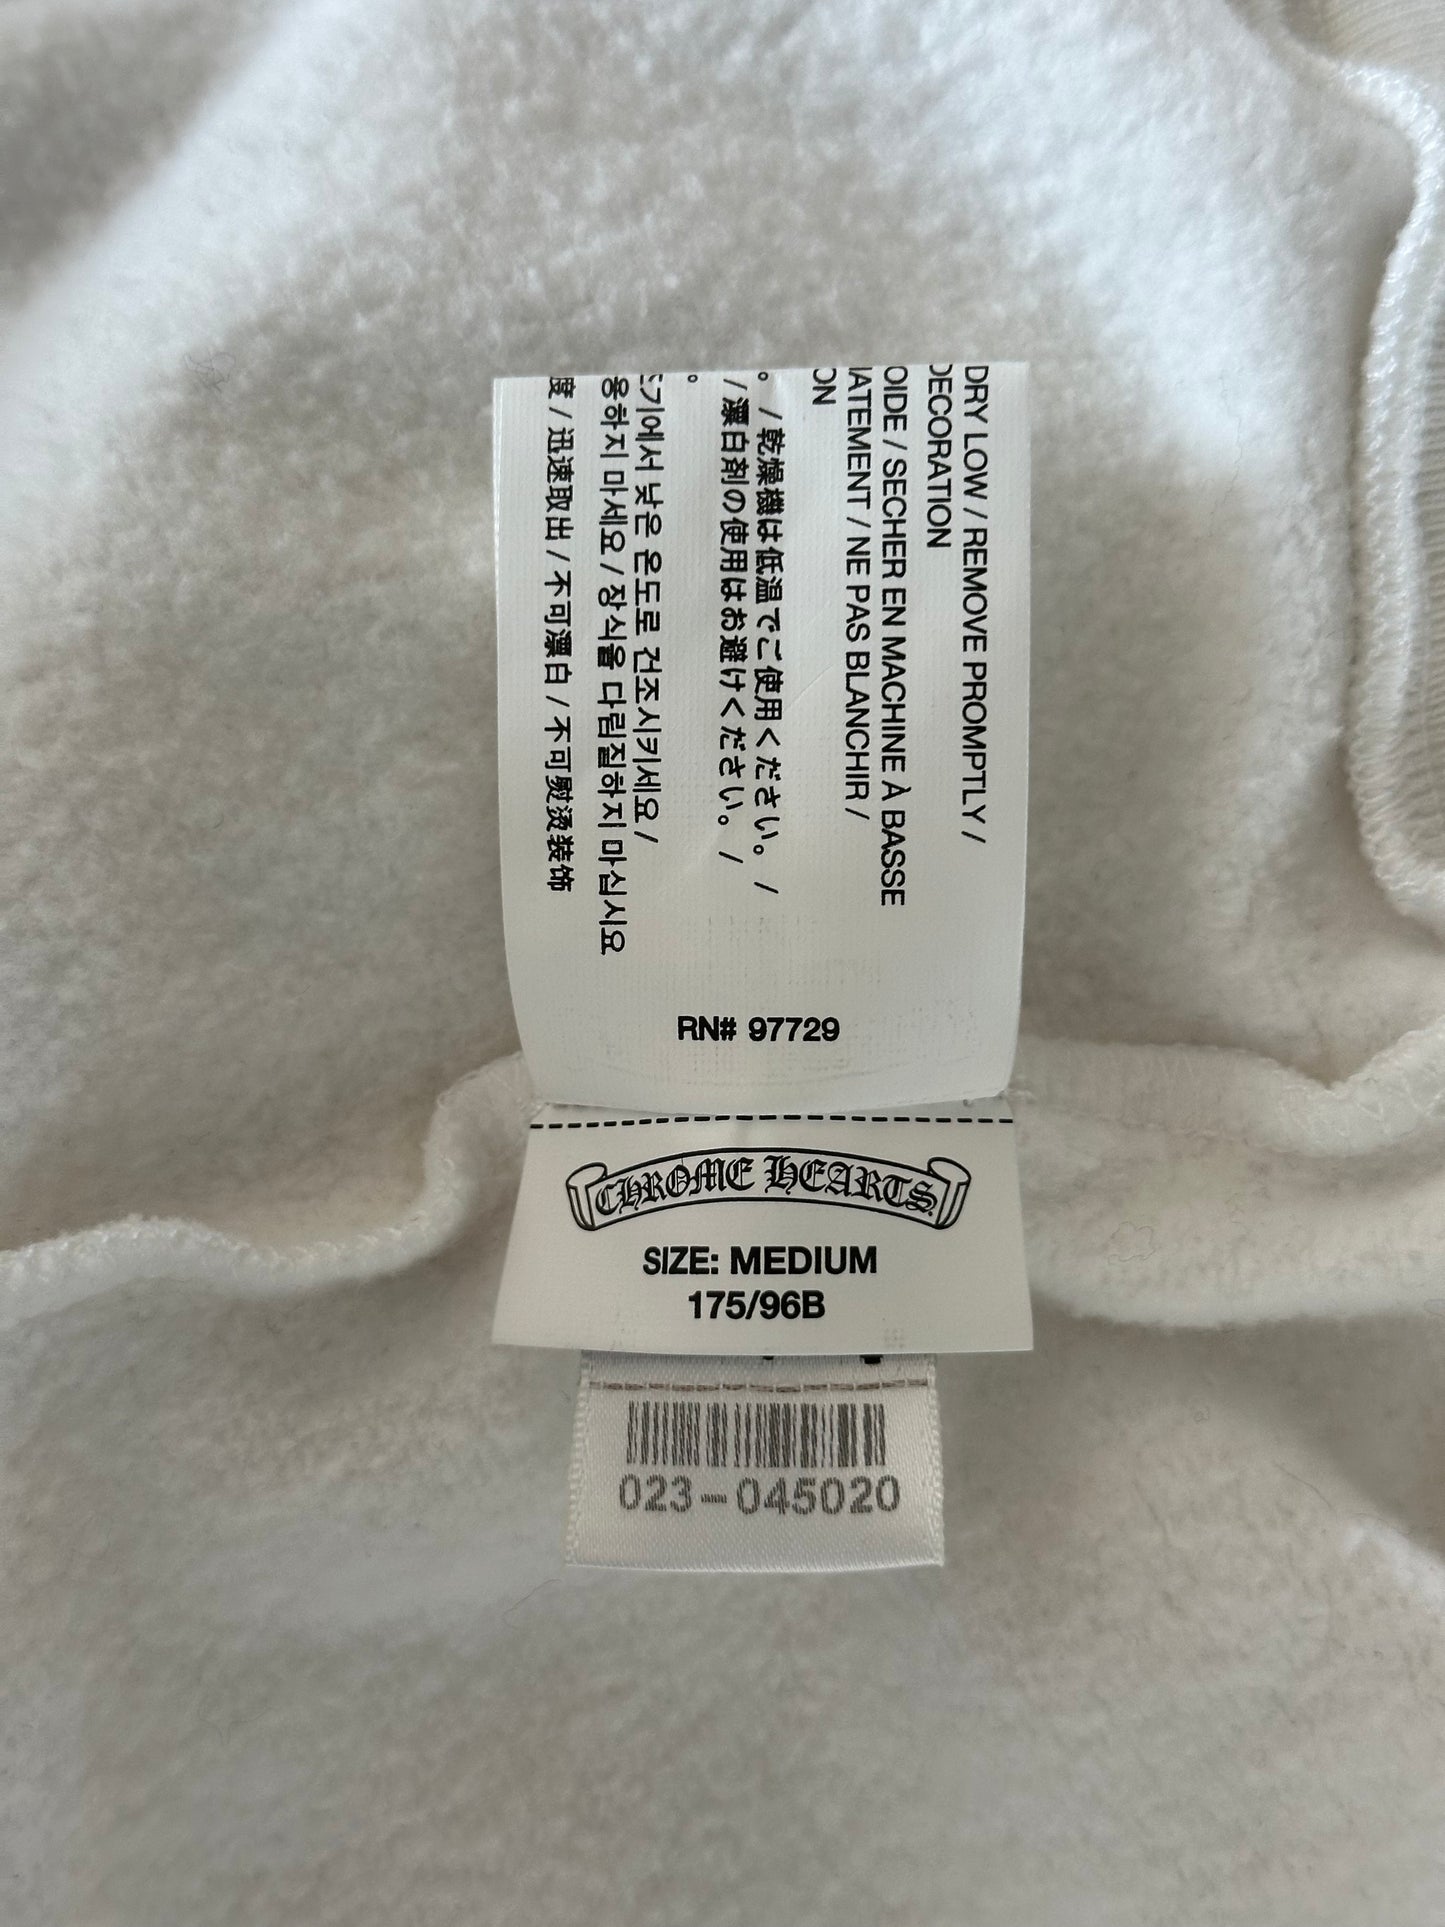 DRY LOW / REMOVE PROMPTLY /
DECORATION
OIDE / SECHER EN MACHINE À BASSE
IATEMENT / NE PAS BLANCHIR /
ON
。/ 乾燥機は低温でご使用ください。/
/ 漂白剤の使用はお避けください。/
。
기에서 낮은 온도로 건조시키세요 /
용하지 마세요 / 장식을 다림질하지 마십시요
度 / 迅速取出 / 不可漂白 / 不可熨烫装饰
RN# 97729
CHROME HEARTS
SIZE: MEDIUM
175/96B
023-045020